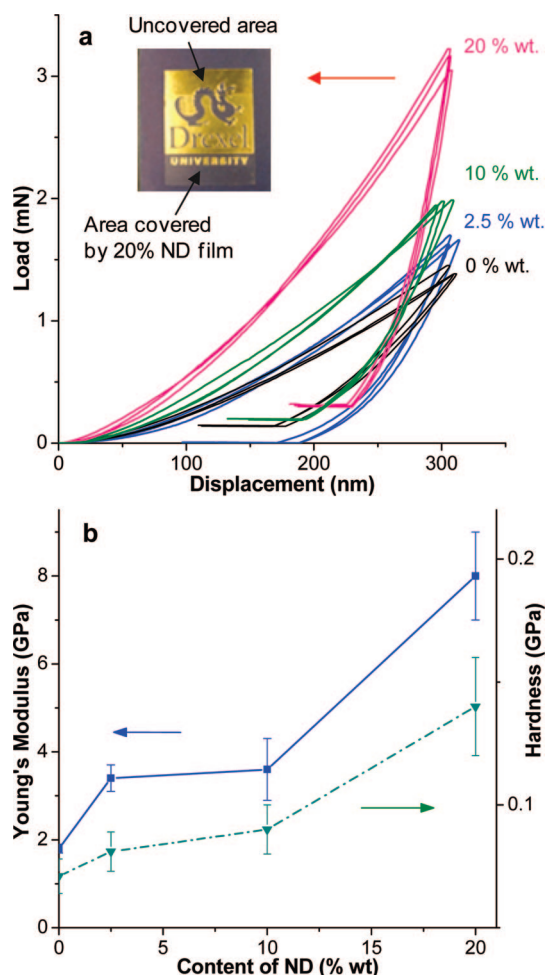 a
Uncovered area
Drexel
UNIVERSITY
Area covered
by 20% ND film
20 % wt.
10 % wt.
2.5 % wt.
0 % wt.
3
2
1
0
Load (mN)
0 100 200 300
Displacement (nm)
b
8
6
4
2
0
Young's Modulus (GPa)
0.2
0.1
Hardness (GPa)
0 5 10 15 20
Content of ND (% wt)